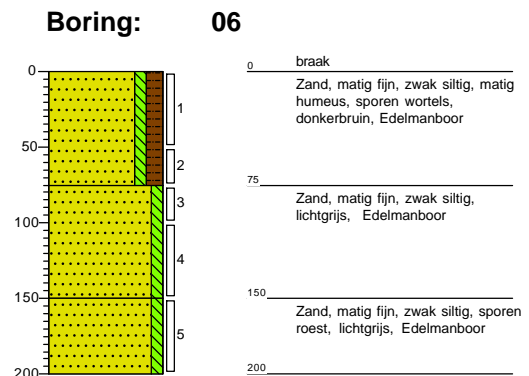 Boring: 06
0
50
100
150
200
1
2
3
4
5
0 braak
Zand, matig fijn, zwak siltig, matig
humeus, sporen wortels,
donkerbruin, Edelmanboor
75
Zand, matig fijn, zwak siltig,
lichtgrijs, Edelmanboor
150
Zand, matig fijn, zwak siltig, sporen
roest, lichtgrijs, Edelmanboor
200